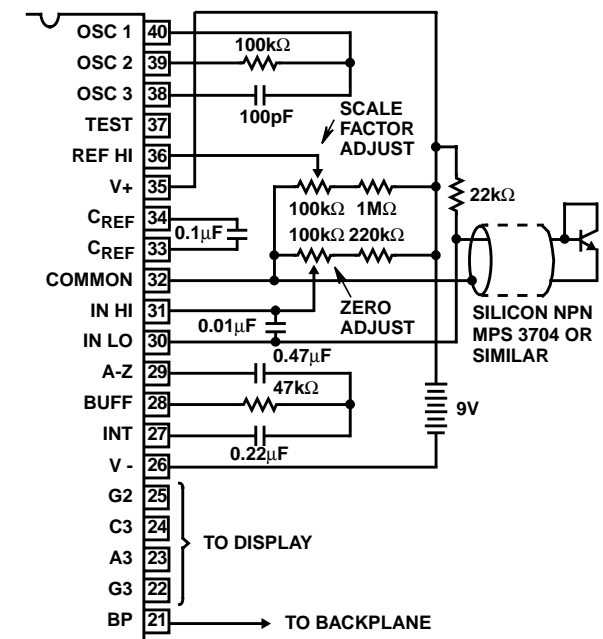 OSC 1 40
OSC 2 39
OSC 3 38
TEST 37
REF HI 36
V+ 35
CREF 34
CREF 33
COMMON 32
IN HI 31
IN LO 30
A-Z 29
BUFF 28
INT 27
V - 26
G2 25
C3 24
A3 23
G3 22
BP 21
100kΩ
100pF
SCALE
FACTOR
ADJUST
100kΩ 1MΩ
100kΩ 220kΩ
22kΩ
0.1μF
ZERO
ADJUST
0.01μF
0.47μF
47kΩ
0.22μF
9V
SILICON NPN
MPS 3704 OR
SIMILAR
TO DISPLAY
TO BACKPLANE